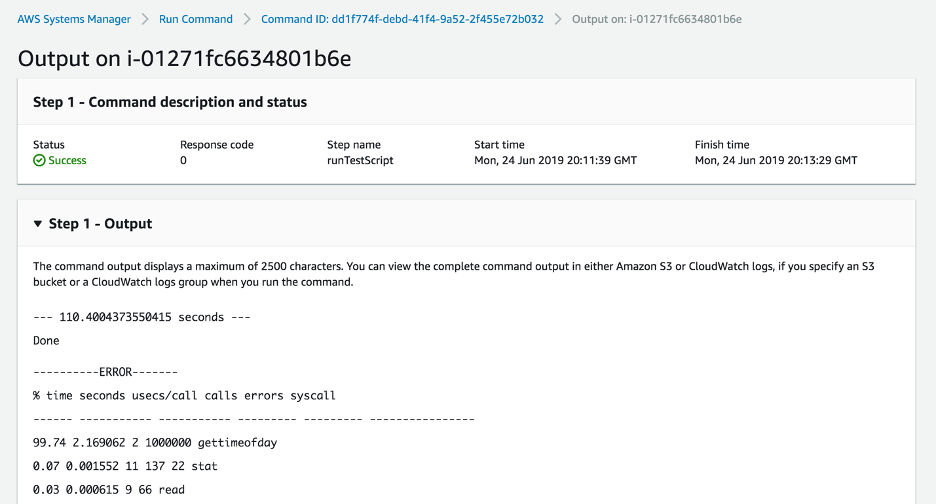 AWS Systems Manager > Run Command > Command ID: dd1f774f-debd-41f4-9a52-2f455e72b032 > Output on: i-01271fc6634801b6e
Output on i-01271fc6634801b6e
Step 1 - Command description and status
Status Response code Step name Start time Finish time
Success 0 runTestScript Mon, 24 Jun 2019 20:11:39 GMT Mon, 24 Jun 2019 20:13:29 GMT
Step 1 - Output
The command output displays a maximum of 2500 characters. You can view the complete command output in either Amazon S3 or CloudWatch logs, if you specify an S3
bucket or a CloudWatch logs group when you run the command.
--- 110.4004373550415 seconds ---
Done
----------ERROR-------
% time seconds usecs/call calls errors syscall
------ ----------- ----------- --------- --------- ----------------
99.74 2.169062 2 1000000 gettimeofday
0.07 0.001552 11 137 22 stat
0.03 0.000615 9 66 read